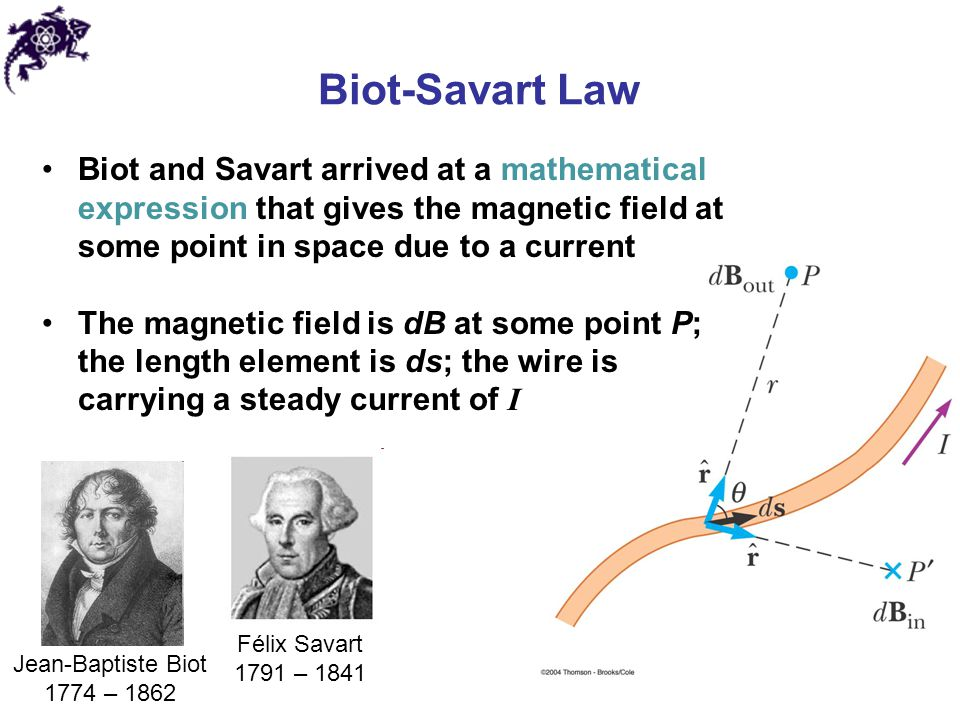 Biot-Savart Law
• Biot and Savart arrived at a mathematical
expression that gives the magnetic field at
some point in space due to a current
• The magnetic field is dB at some point P;
the length element is ds; the wire is
carrying a steady current of I
dB_out P
r
I
r̂ θ
ds
r̂
P′
dB_in
©2004 Thomson - Brooks/Cole
Jean-Baptiste Biot
1774 – 1862
Félix Savart
1791 – 1841